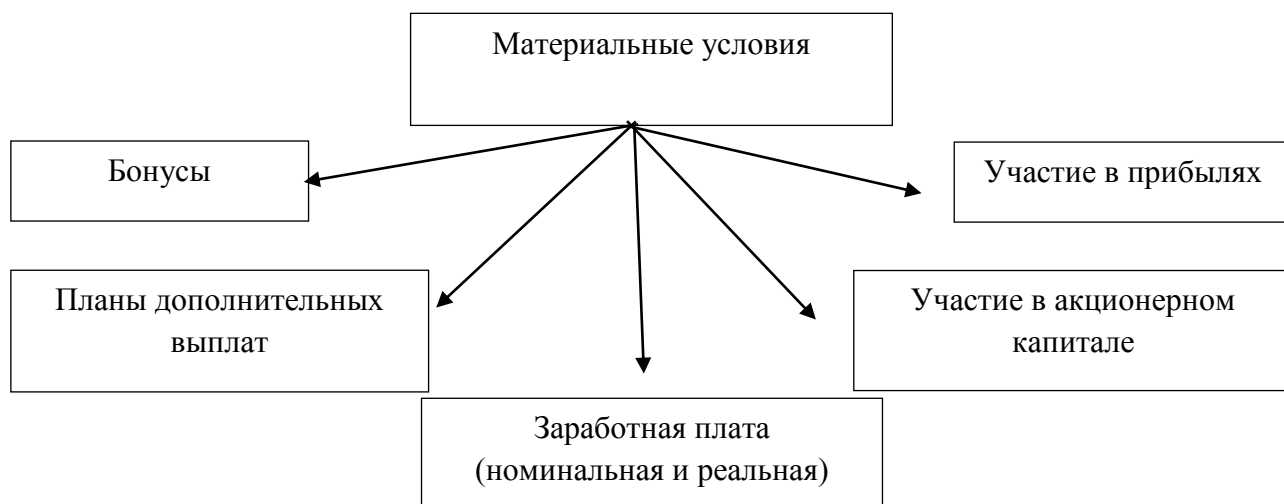 Материальные условия
Бонусы
Участие в прибылях
Планы дополнительных
выплат
Участие в акционерном
капитале
Заработная плата
(номинальная и реальная)